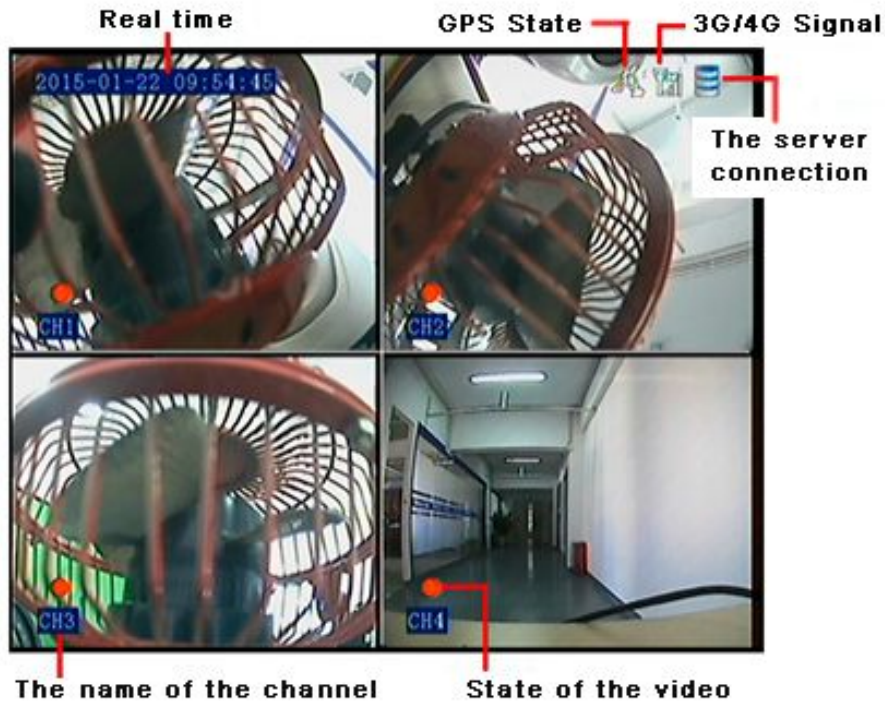 Real time
GPS State
3G/4G Signal
2015-01-22 09:54:45
The server
connection
CH1
CH2
CH3
CH4
The name of the channel
State of the video